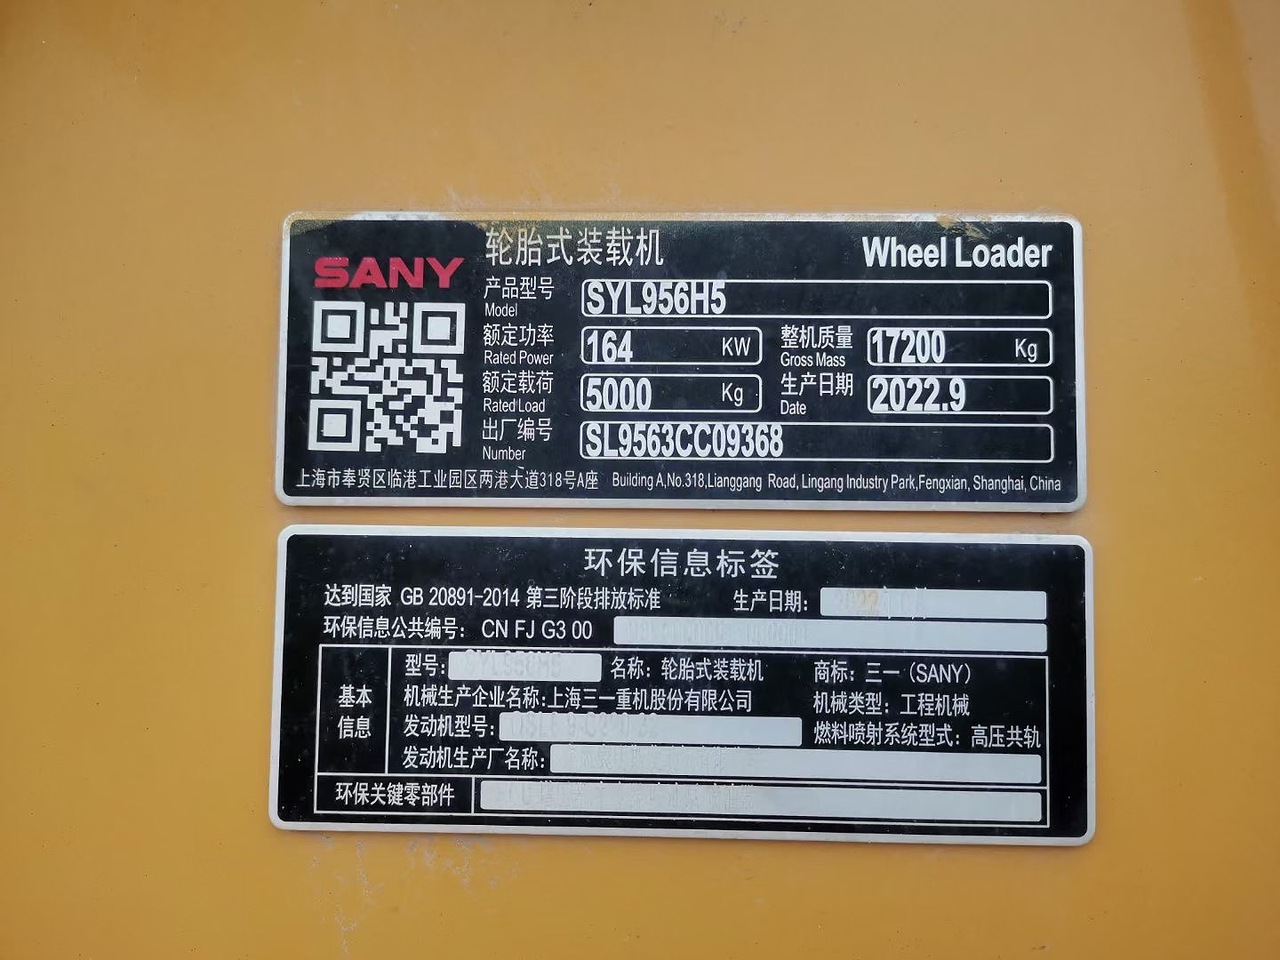 轮胎式装载机 Wheel Loader
SANY
产品型号 SYL956H5
Model
额定功率 164 KW 整机质量 17200 Kg
Rated Power Gross Mass
额定载荷 5000 Kg 生产日期 2022.9
Rated Load Date
出厂编号 SL9563CC09368
Number
上海市奉贤区临港工业园区两港大道318号A座 Building A,No.318,Lianggang Road, Lingang Industry Park,Fengxian, Shanghai, China
环保信息标签
达到国家 GB 20891-2014 第三阶段排放标准 生产日期:
环保信息公共编号: CN FJ G3 00
型号: 名称: 轮胎式装载机 商标: 三一 (SANY)
基本 机械生产企业名称:上海三一重机股份有限公司 机械类型: 工程机械
信息 发动机型号: 燃料喷射系统型式: 高压共轨
发动机生产厂名称:
环保关键零部件